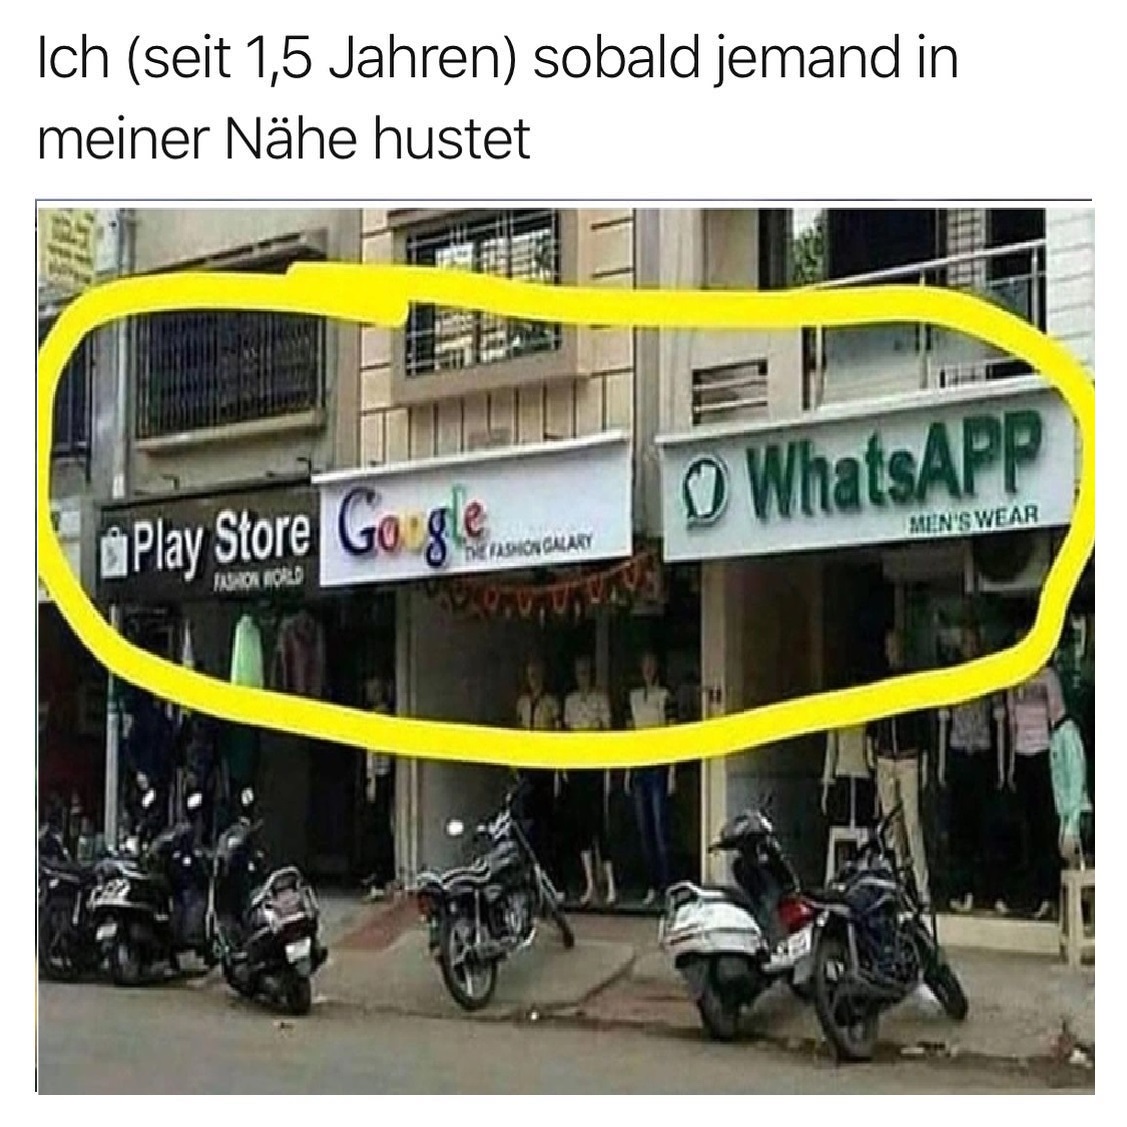 Ich (seit 1,5 Jahren) sobald jemand in
meiner Nähe hustet
Play Store
FASHION WORLD
Google
THE FASHION GALARY
WhatsAPP
MEN'S WEAR